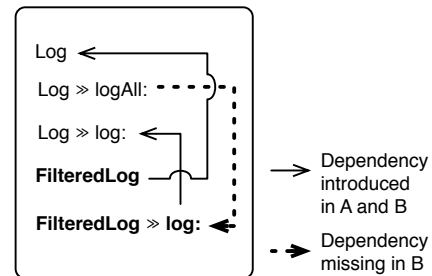 Log
Log ≫ logAll:
Log ≫ log:
FilteredLog
FilteredLog ≫ log:
Dependency
introduced
in A and B
Dependency
missing in B